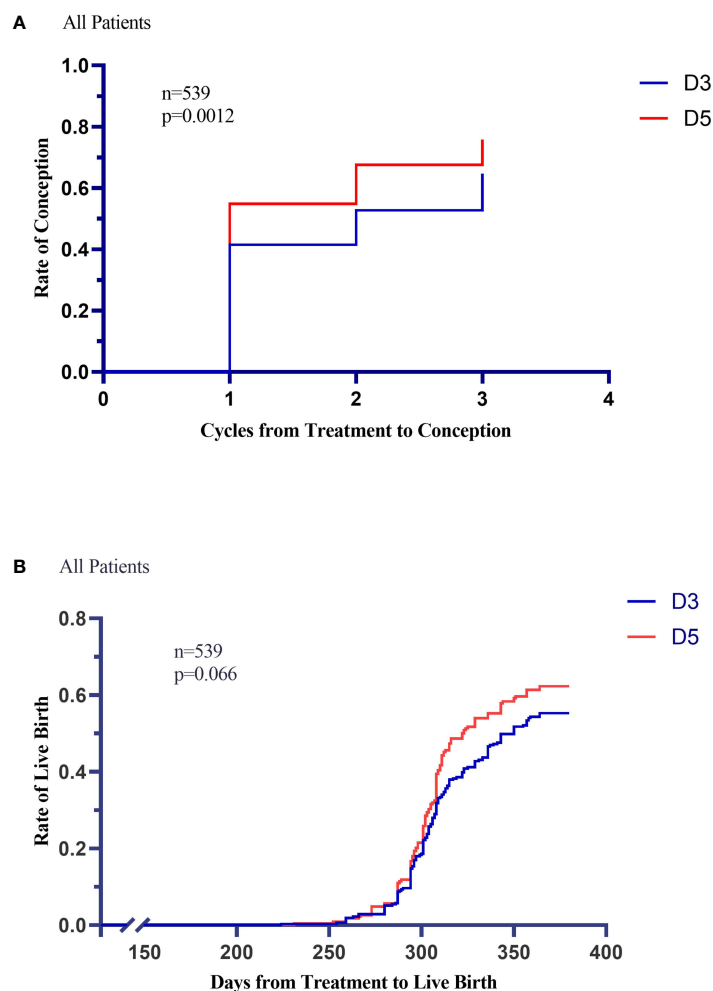 A All Patients
1.0
0.8
0.6
0.4
0.2
0.0
Rate of Conception
n=539
p=0.0012
D3
D5
0 1 2 3 4
Cycles from Treatment to Conception
B All Patients
0.8
0.6
0.4
0.2
0.0
Rate of Live Birth
n=539
p=0.066
D3
D5
150 200 250 300 350 400
Days from Treatment to Live Birth